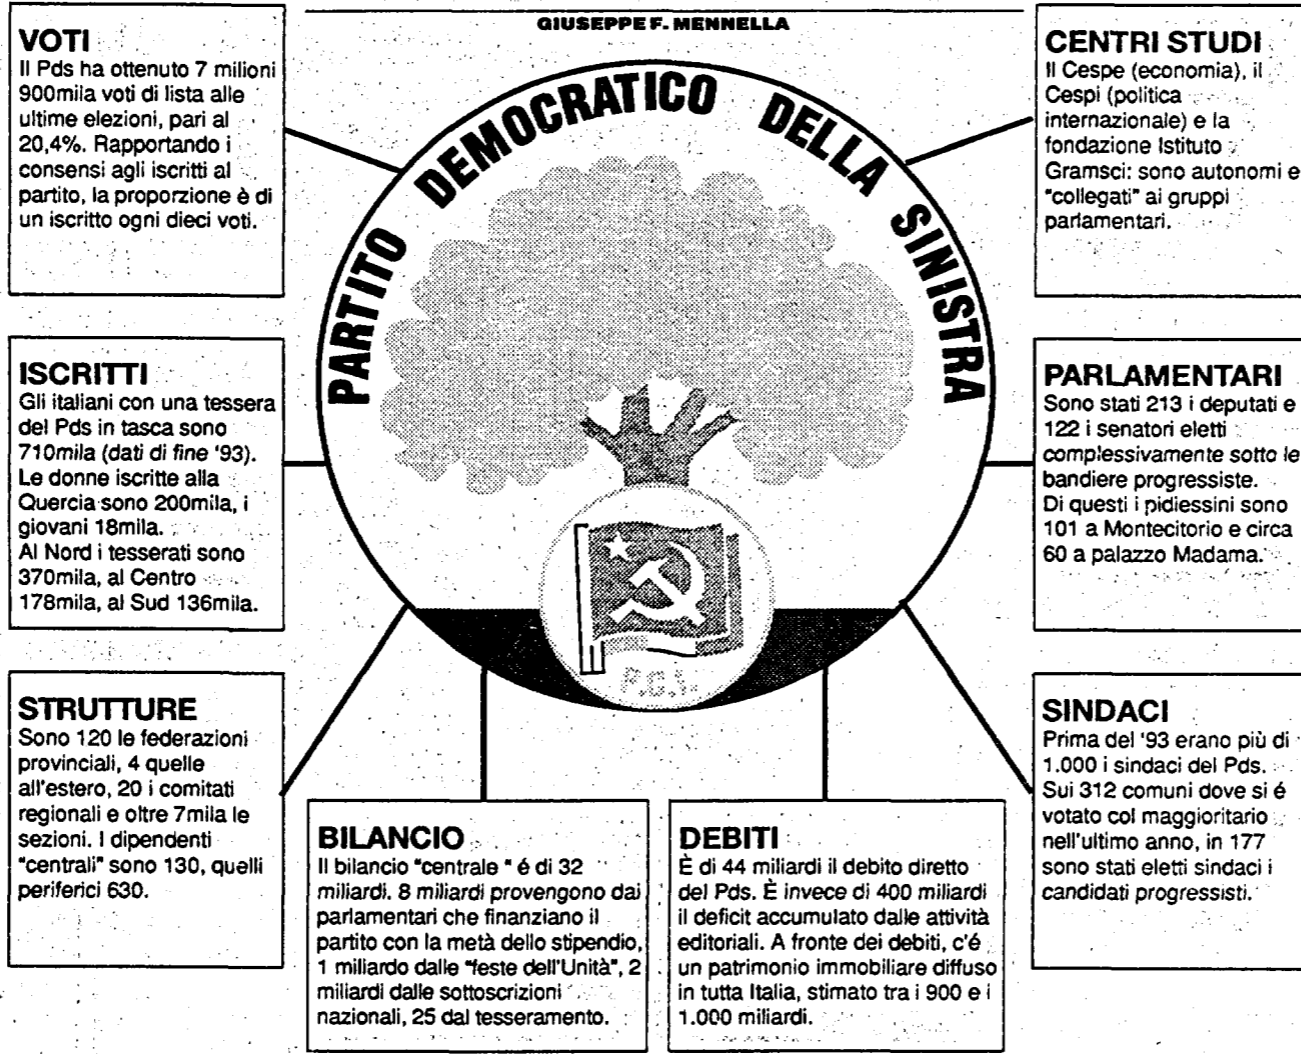 GIUSEPPE F. MENNELLA
VOTI
Il Pds ha ottenuto 7 milioni
900mila voti di lista alle
ultime elezioni, pari al
20,4%. Rapportando i
consensi agli iscritti al
partito, la proporzione è di
un iscritto ogni dieci voti.
ISCRITTI
Gli italiani con una tessera
del Pds in tasca sono
710mila (dati di fine '93).
Le donne iscritte alla
Quercia sono 200mila, i
giovani 18mila.
Al Nord i tesserati sono
370mila, al Centro
178mila, al Sud 136mila.
STRUTTURE
Sono 120 le federazioni
provinciali, 4 quelle
all'estero, 20 i comitati
regionali e oltre 7mila le
sezioni. I dipendenti
"centrali" sono 130, quelli
periferici 630.
PARTITO DEMOCRATICO DELLA SINISTRA
P.C.I.
BILANCIO
Il bilancio "centrale " é di 32
miliardi. 8 miliardi provengono dai
parlamentari che finanziano il
partito con la metà dello stipendio,
1 miliardo dalle "feste dell'Unità", 2
miliardi dalle sottoscrizioni
nazionali, 25 dal tesseramento.
DEBITI
È di 44 miliardi il debito diretto
del Pds. È invece di 400 miliardi
il deficit accumulato dalle attività
editoriali. A fronte dei debiti, c'é
un patrimonio immobiliare diffuso
in tutta Italia, stimato tra i 900 e i
1.000 miliardi.
CENTRI STUDI
Il Cespe (economia), il
Cespi (politica
internazionale) e la
fondazione Istituto
Gramsci: sono autonomi e
"collegati" ai gruppi
parlamentari.
PARLAMENTARI
Sono stati 213 i deputati e
122 i senatori eletti
complessivamente sotto le
bandiere progressiste.
Di questi i pidiessini sono
101 a Montecitorio e circa
60 a palazzo Madama.
SINDACI
Prima del '93 erano più di
1.000 i sindaci del Pds.
Sui 312 comuni dove si é
votato col maggioritario
nell'ultimo anno, in 177
sono stati eletti sindaci i
candidati progressisti.